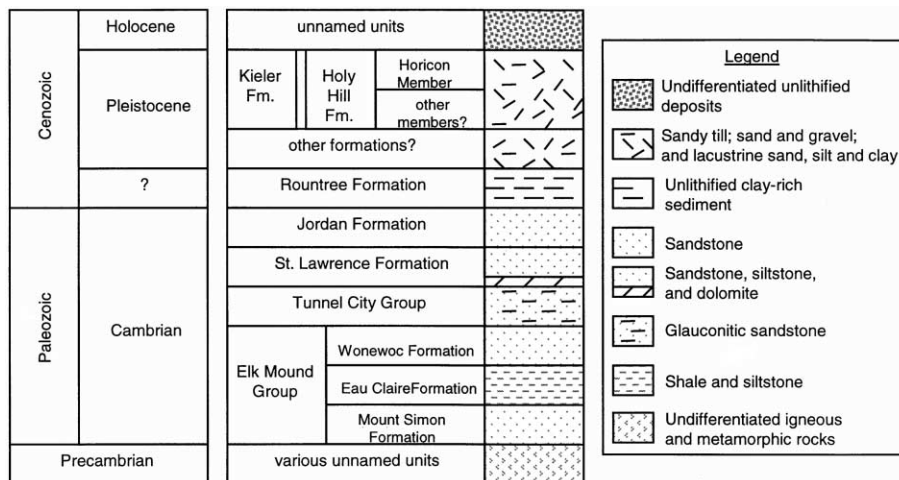 Cenozoic
Holocene
Pleistocene
?
Paleozoic
Cambrian
Precambrian
unnamed units
Kieler
Fm.
Holy
Hill
Fm.
Horicon
Member
other
members?
other formations?
Rountree Formation
Jordan Formation
St. Lawrence Formation
Tunnel City Group
Elk Mound
Group
Wonewoc Formation
Eau ClaireFormation
Mount Simon
Formation
various unnamed units
Legend
Undifferentiated unlithified
deposits
Sandy till; sand and gravel;
and lacustrine sand, silt and clay
Unlithified clay-rich
sediment
Sandstone
Sandstone, siltstone,
and dolomite
Glauconitic sandstone
Shale and siltstone
Undifferentiated igneous
and metamorphic rocks